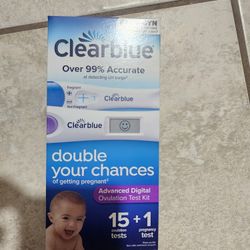 Clearblue
Over 99% Accurate
at detecting LH surge*
Pregnant
Clearblue
Not
Clearblue
double
your chances
of getting pregnant^
Advanced Digital
Ovulation Test Kit
15 + 1
ovulation
tests
pregnancy
test